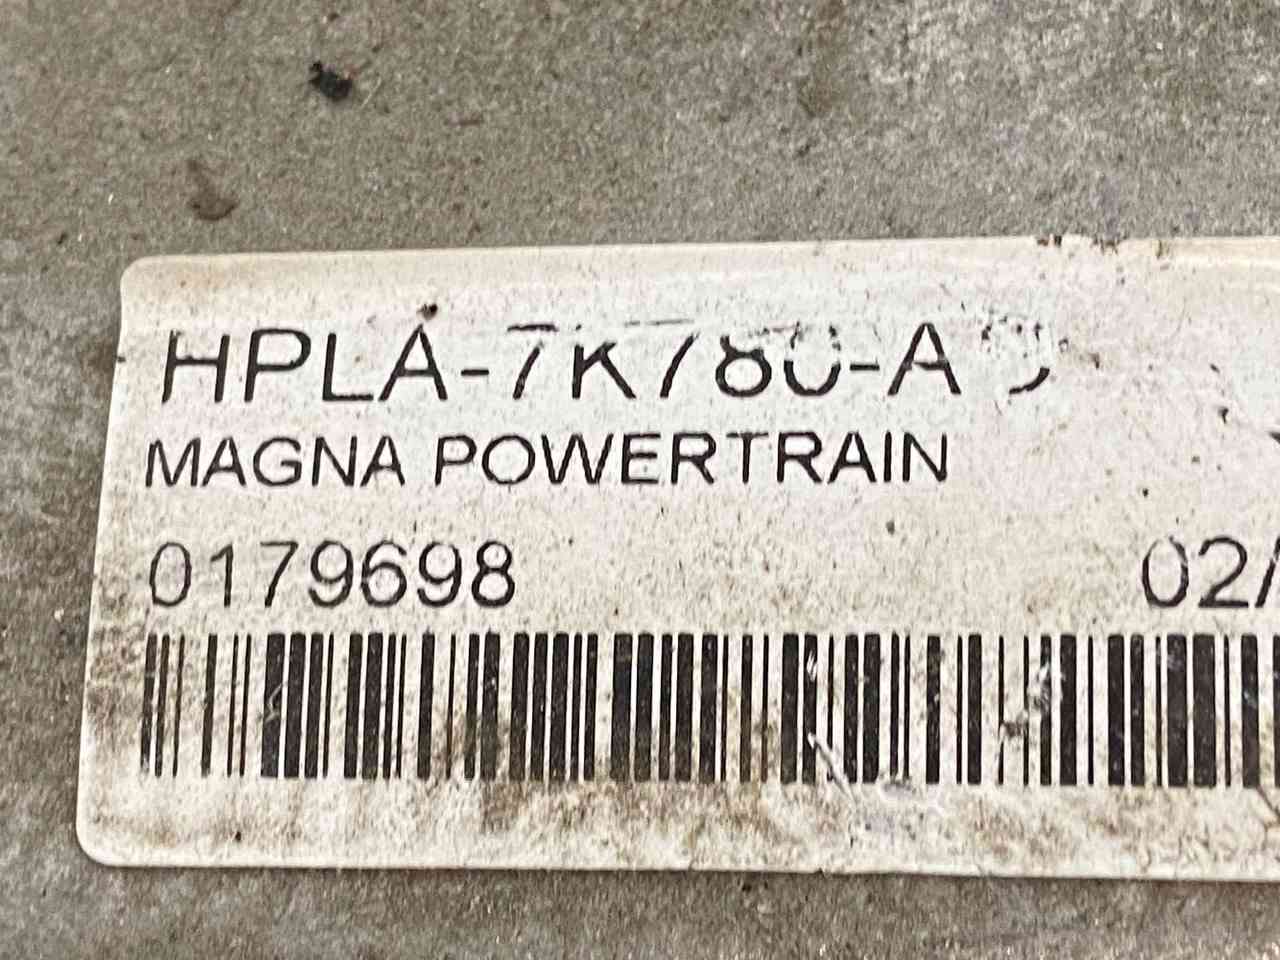 HPLA-7K780-A
MAGNA POWERTRAIN
0179698
02/